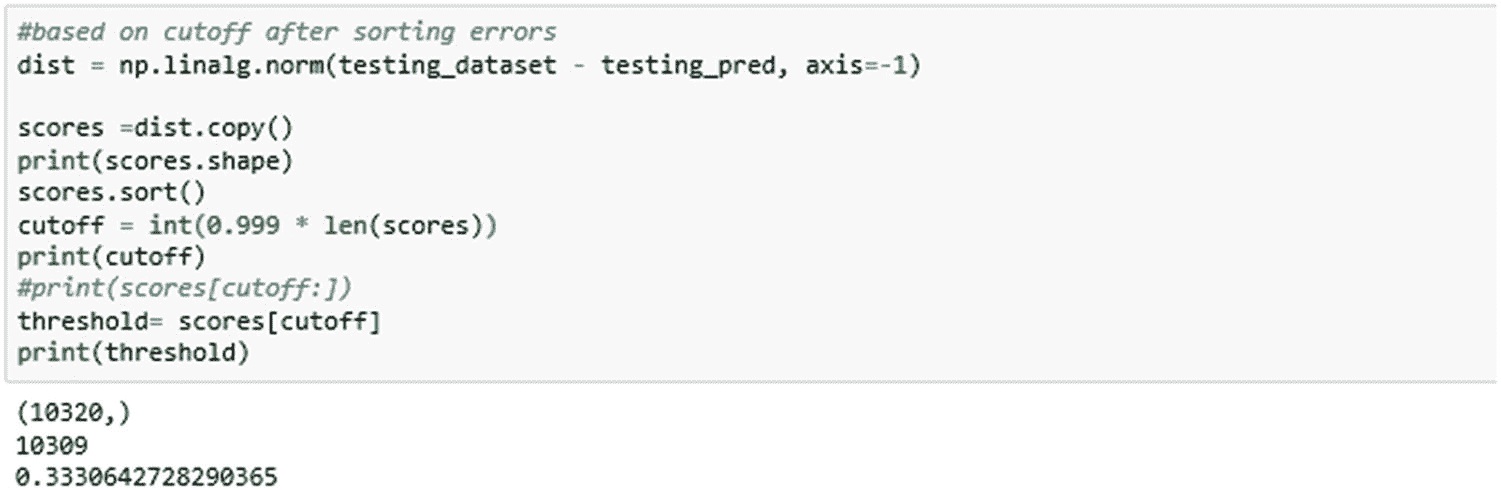 #based on cutoff after sorting errors
dist = np.linalg.norm(testing_dataset - testing_pred, axis=-1)
scores =dist.copy()
print(scores.shape)
scores.sort()
cutoff = int(0.999 * len(scores))
print(cutoff)
#print(scores[cutoff:])
threshold= scores[cutoff]
print(threshold)
(10320,)
10309
0.3330642728290365